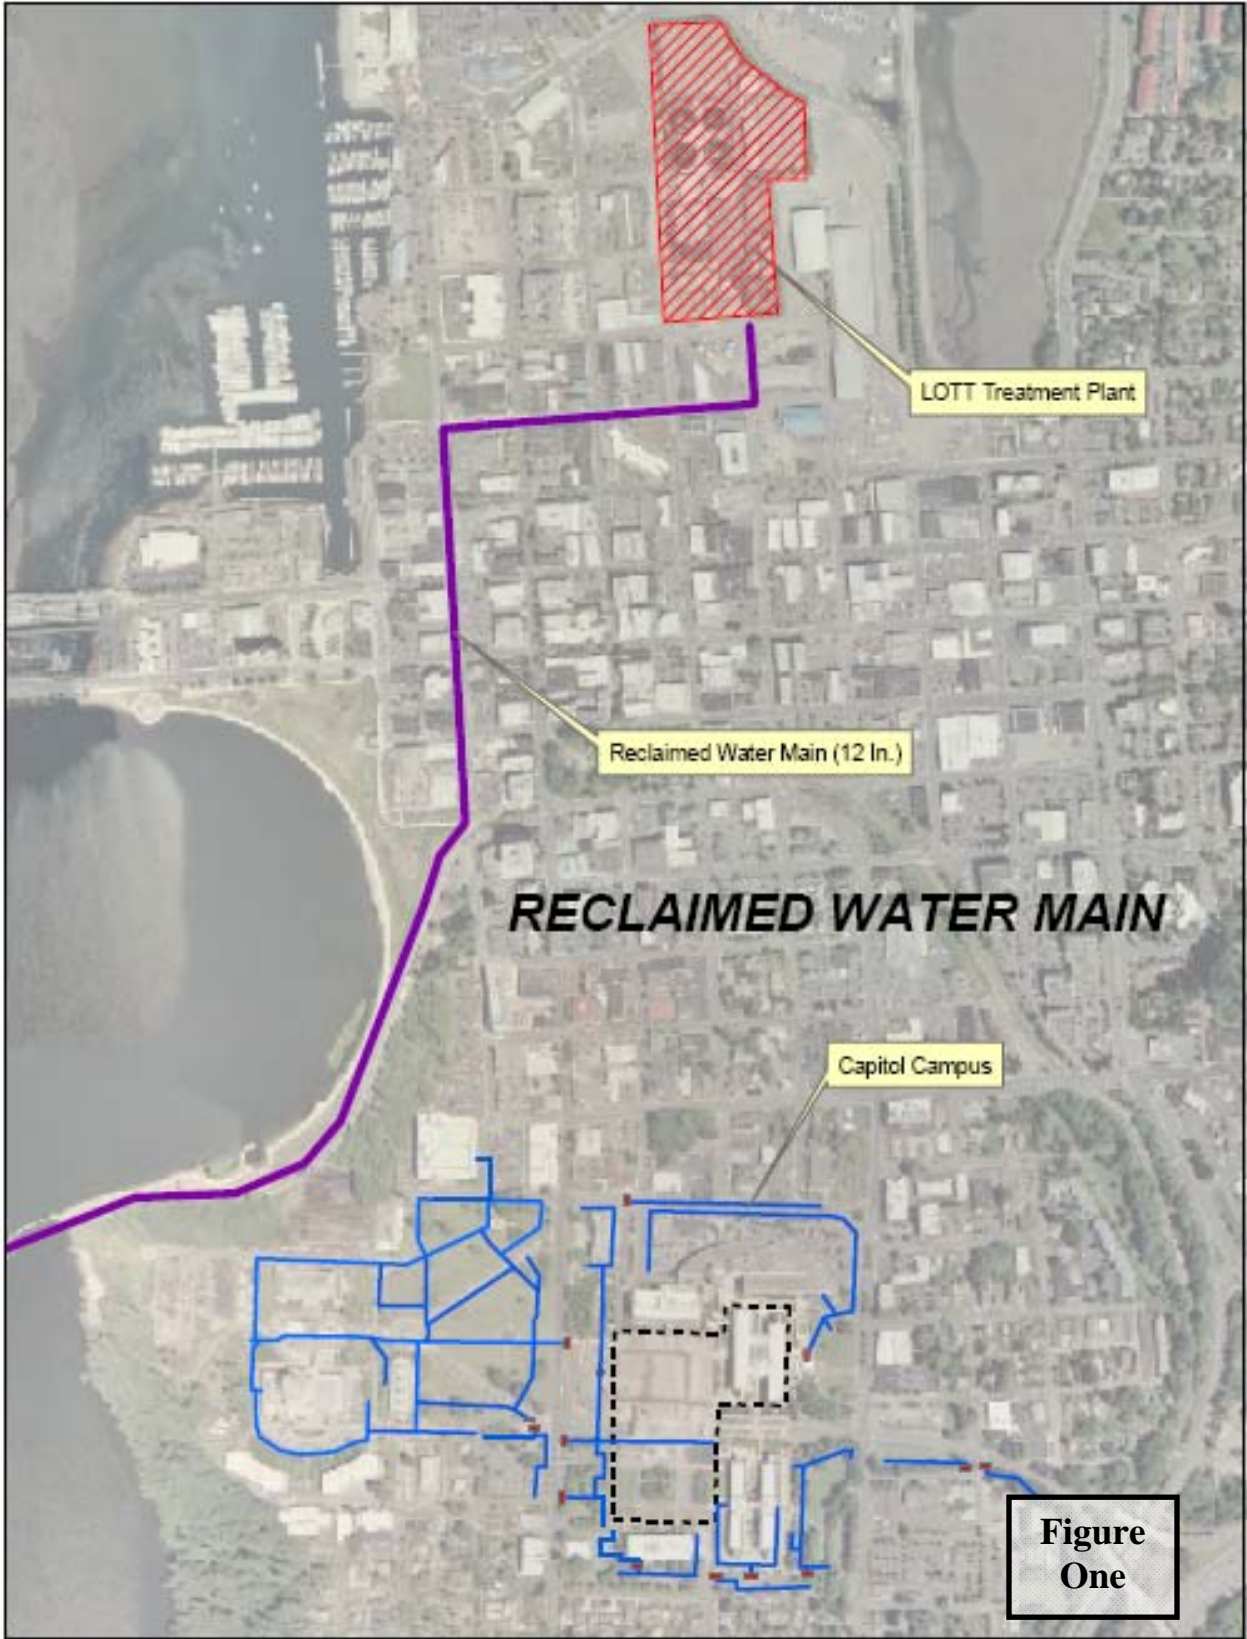 LOTT Treatment Plant
Reclaimed Water Main (12 In.)
RECLAIMED WATER MAIN
Capitol Campus
Figure
One